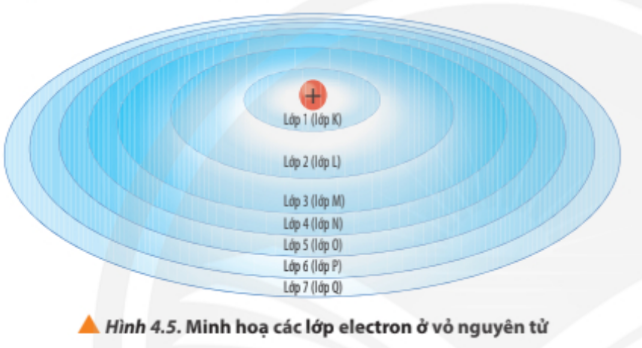 +
Lớp 1 (lớp K)
Lớp 2 (lớp L)
Lớp 3 (lớp M)
Lớp 4 (lớp N)
Lớp 5 (lớp O)
Lớp 6 (lớp P)
Lớp 7 (lớp Q)
Hình 4.5. Minh hoạ các lớp electron ở vỏ nguyên tử